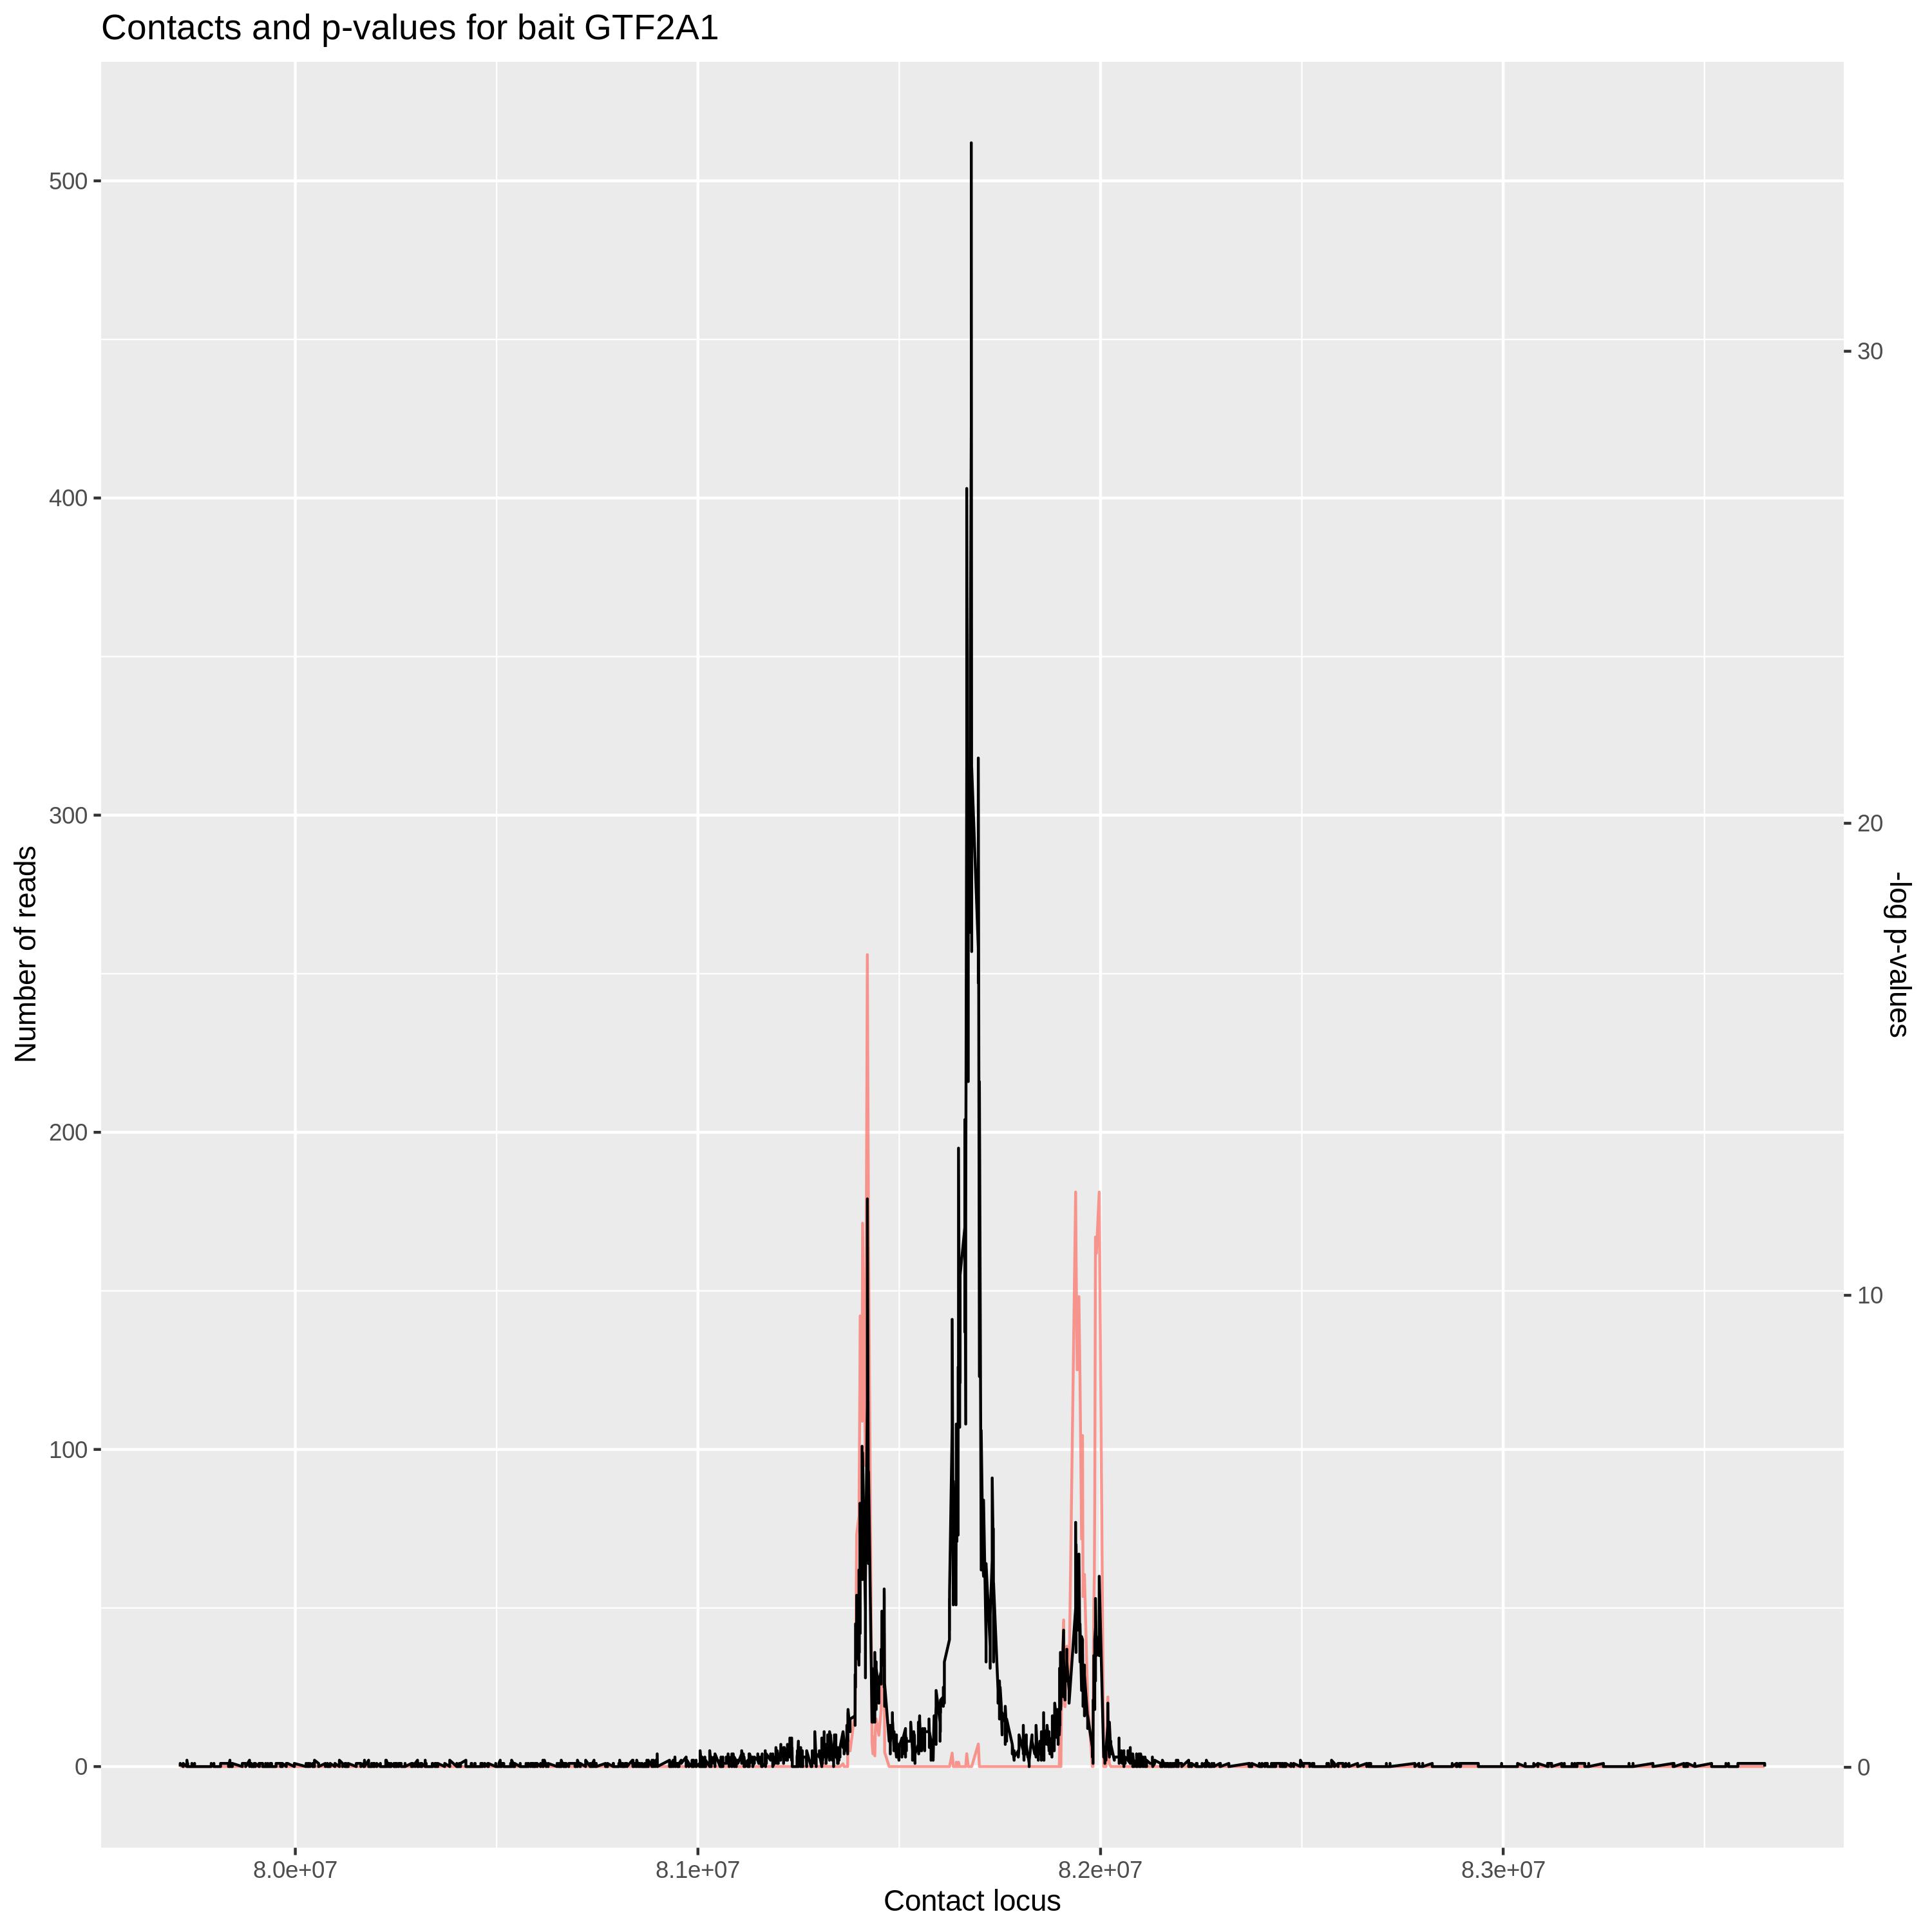 Contacts and p-values for bait GTF2A1
500
400
300
200
100
0
Number of reads
30
20
10
0
-log p-values
8.0e+07
8.1e+07
8.2e+07
8.3e+07
Contact locus